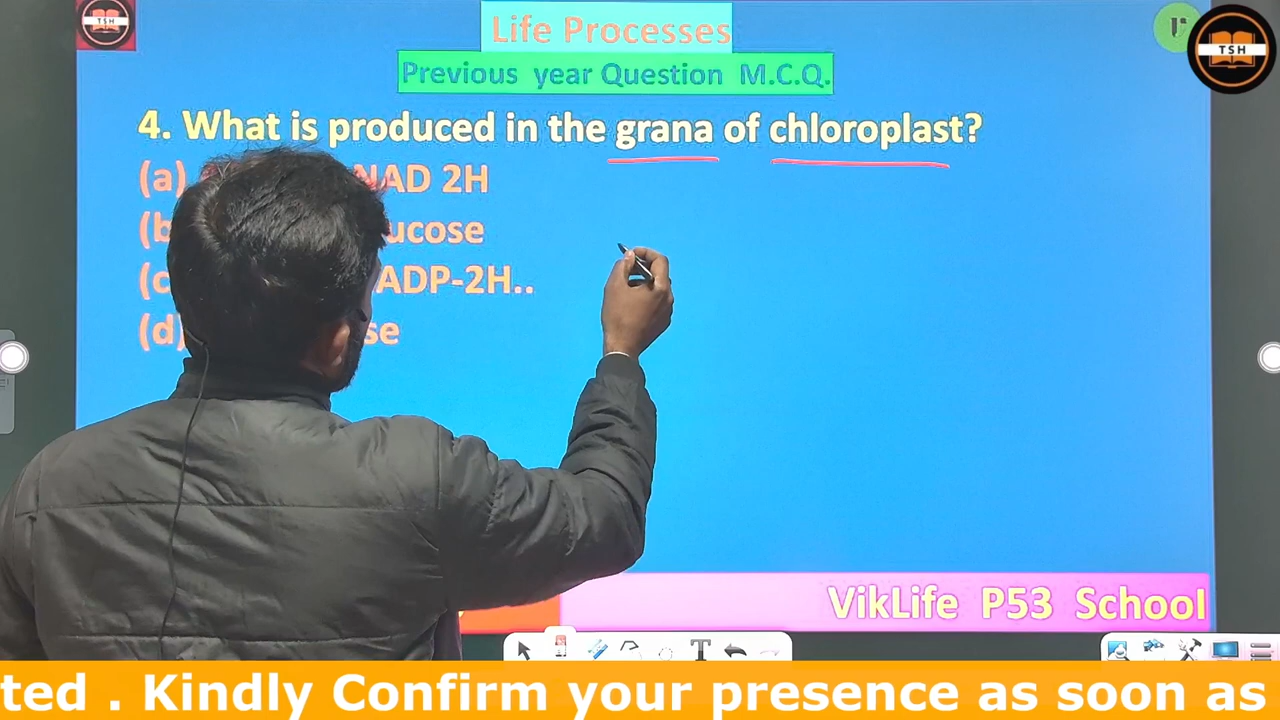 TSH
Life Processes
TSH
Previous year Question M.C.Q.
4. What is produced in the grana of chloroplast?
(a) NAD 2H
(b ucose
(c ADP-2H..
(d) se
VikLife P53 School
T
ted . Kindly Confirm your presence as soon as